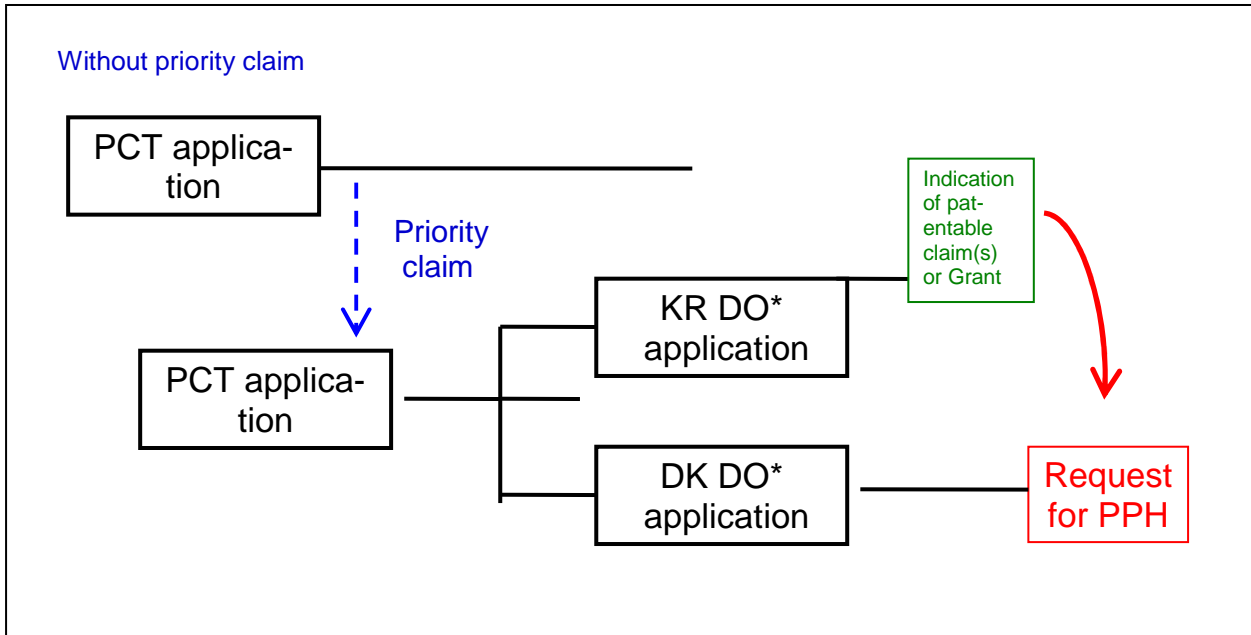 Without priority claim
PCT applica-
tion
Indication
of pat-
entable
claim(s)
or Grant
Priority
claim
KR DO*
application
PCT applica-
tion
DK DO*
application
Request
for PPH